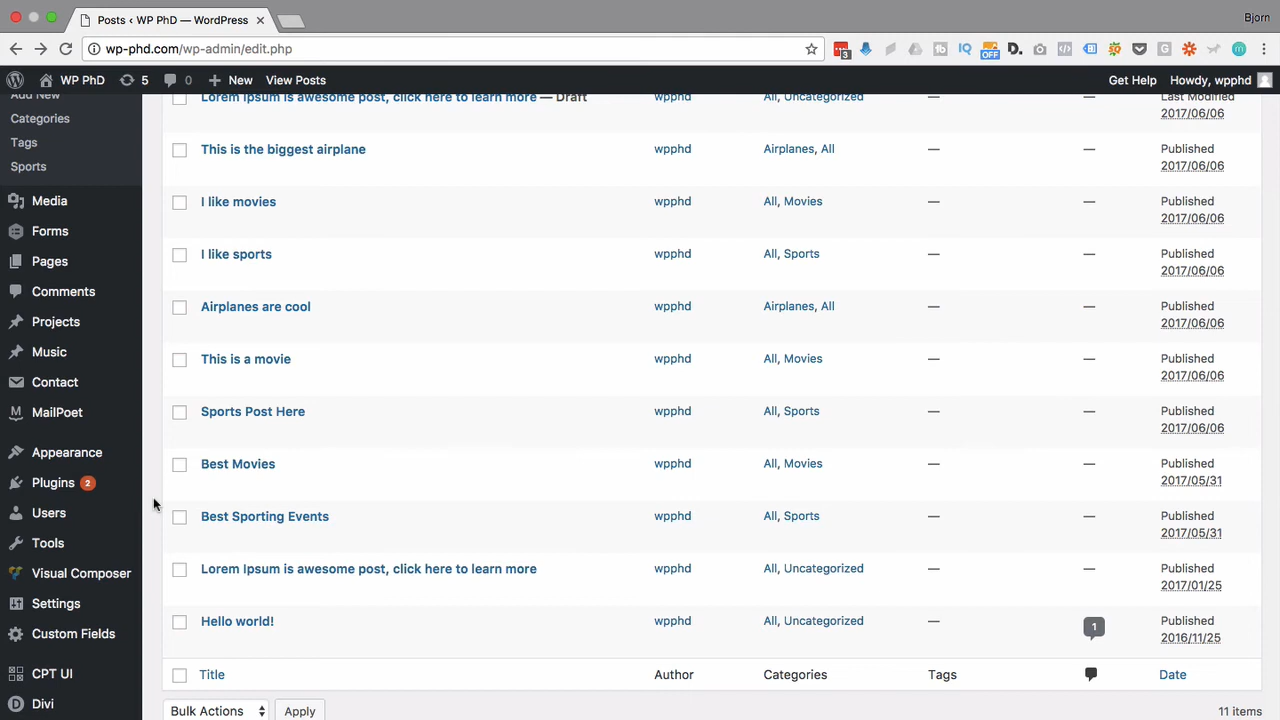 Posts ‹ WP PhD — WordPress
Bjorn
wp-phd.com/wp-admin/edit.php
3
IQ
OFF
D.
G
m
WP PhD 5 0 New View Posts Get Help Howdy, wpphd
Add New
Categories
Tags
Sports
Media
Forms
Pages
Comments
Projects
Music
Contact
MailPoet
Appearance
Plugins 2
Users
Tools
Visual Composer
Settings
Custom Fields
CPT UI
Divi
Lorem Ipsum is awesome post, click here to learn more — Draft wpphd All, Uncategorized — — Last Modified
2017/06/06
This is the biggest airplane wpphd Airplanes, All — — Published
2017/06/06
I like movies wpphd All, Movies — — Published
2017/06/06
I like sports wpphd All, Sports — — Published
2017/06/06
Airplanes are cool wpphd Airplanes, All — — Published
2017/06/06
This is a movie wpphd All, Movies — — Published
2017/06/06
Sports Post Here wpphd All, Sports — — Published
2017/06/06
Best Movies wpphd All, Movies — — Published
2017/05/31
Best Sporting Events wpphd All, Sports — — Published
2017/05/31
Lorem Ipsum is awesome post, click here to learn more wpphd All, Uncategorized — — Published
2017/01/25
Hello world! wpphd All, Uncategorized — 1 Published
2016/11/25
Title Author Categories Tags Date
Bulk Actions Apply 11 items